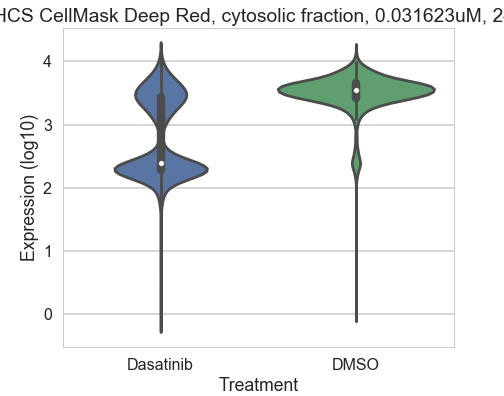 HCS CellMask Deep Red, cytosolic fraction, 0.031623uM, 2
4
3
2
1
0
Expression (log10)
Dasatinib DMSO
Treatment